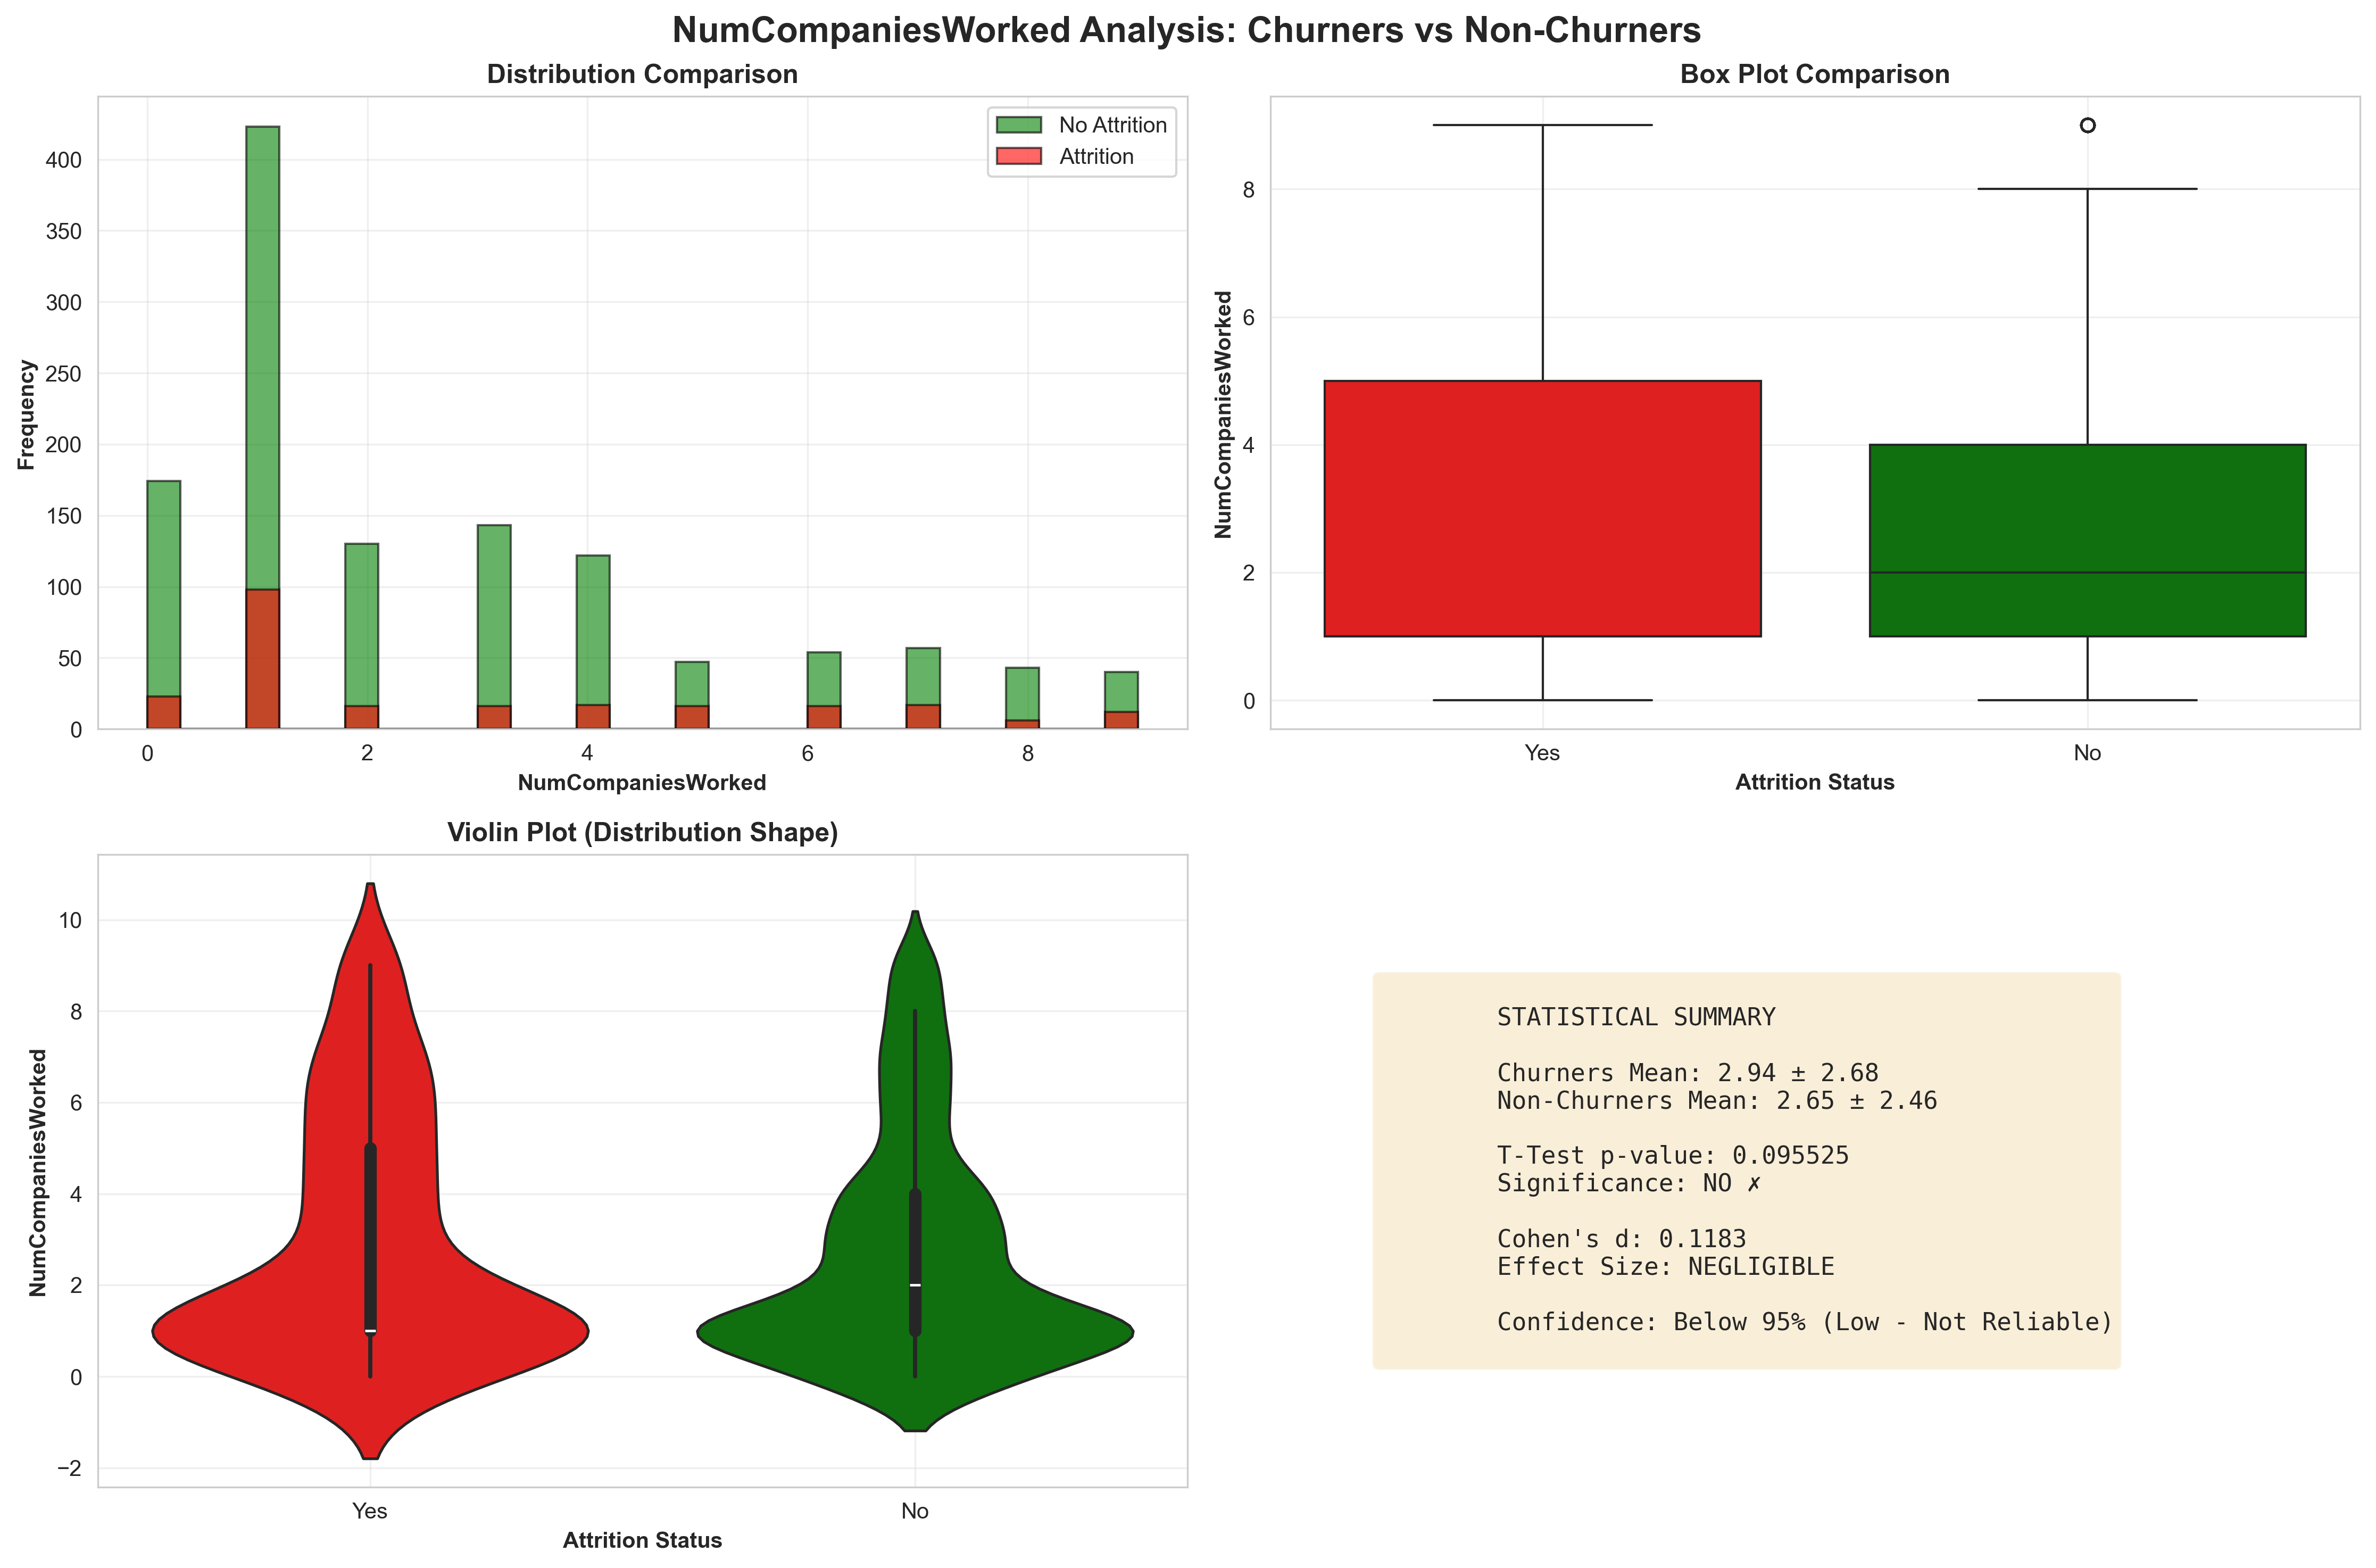 NumCompaniesWorked Analysis: Churners vs Non-Churners
Distribution Comparison
No Attrition
Attrition
400
350
300
250
200
150
100
50
0
Frequency
0
2
4
6
8
NumCompaniesWorked
Box Plot Comparison
8
6
4
2
0
NumCompaniesWorked
Yes
No
Attrition Status
Violin Plot (Distribution Shape)
10
8
6
4
2
0
−2
NumCompaniesWorked
Yes
No
Attrition Status
STATISTICAL SUMMARY
Churners Mean: 2.94 ± 2.68
Non-Churners Mean: 2.65 ± 2.46
T-Test p-value: 0.095525
Significance: NO ✗
Cohen's d: 0.1183
Effect Size: NEGLIGIBLE
Confidence: Below 95% (Low - Not Reliable)